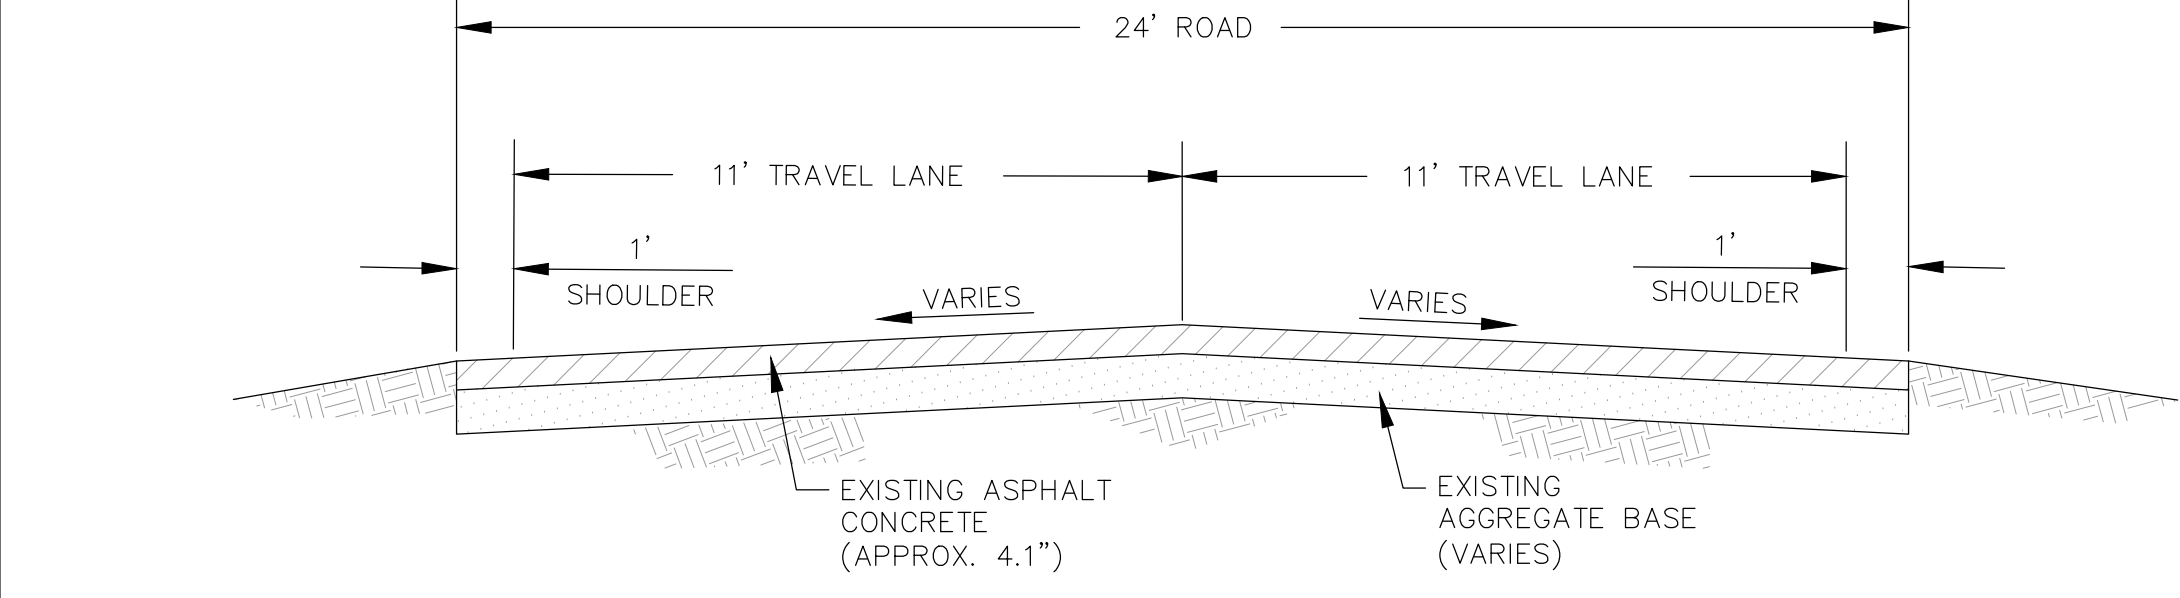 24' ROAD
11' TRAVEL LANE
11' TRAVEL LANE
1'
SHOULDER
1'
SHOULDER
VARIES
VARIES
EXISTING ASPHALT
CONCRETE
(APPROX. 4.1")
EXISTING
AGGREGATE BASE
(VARIES)